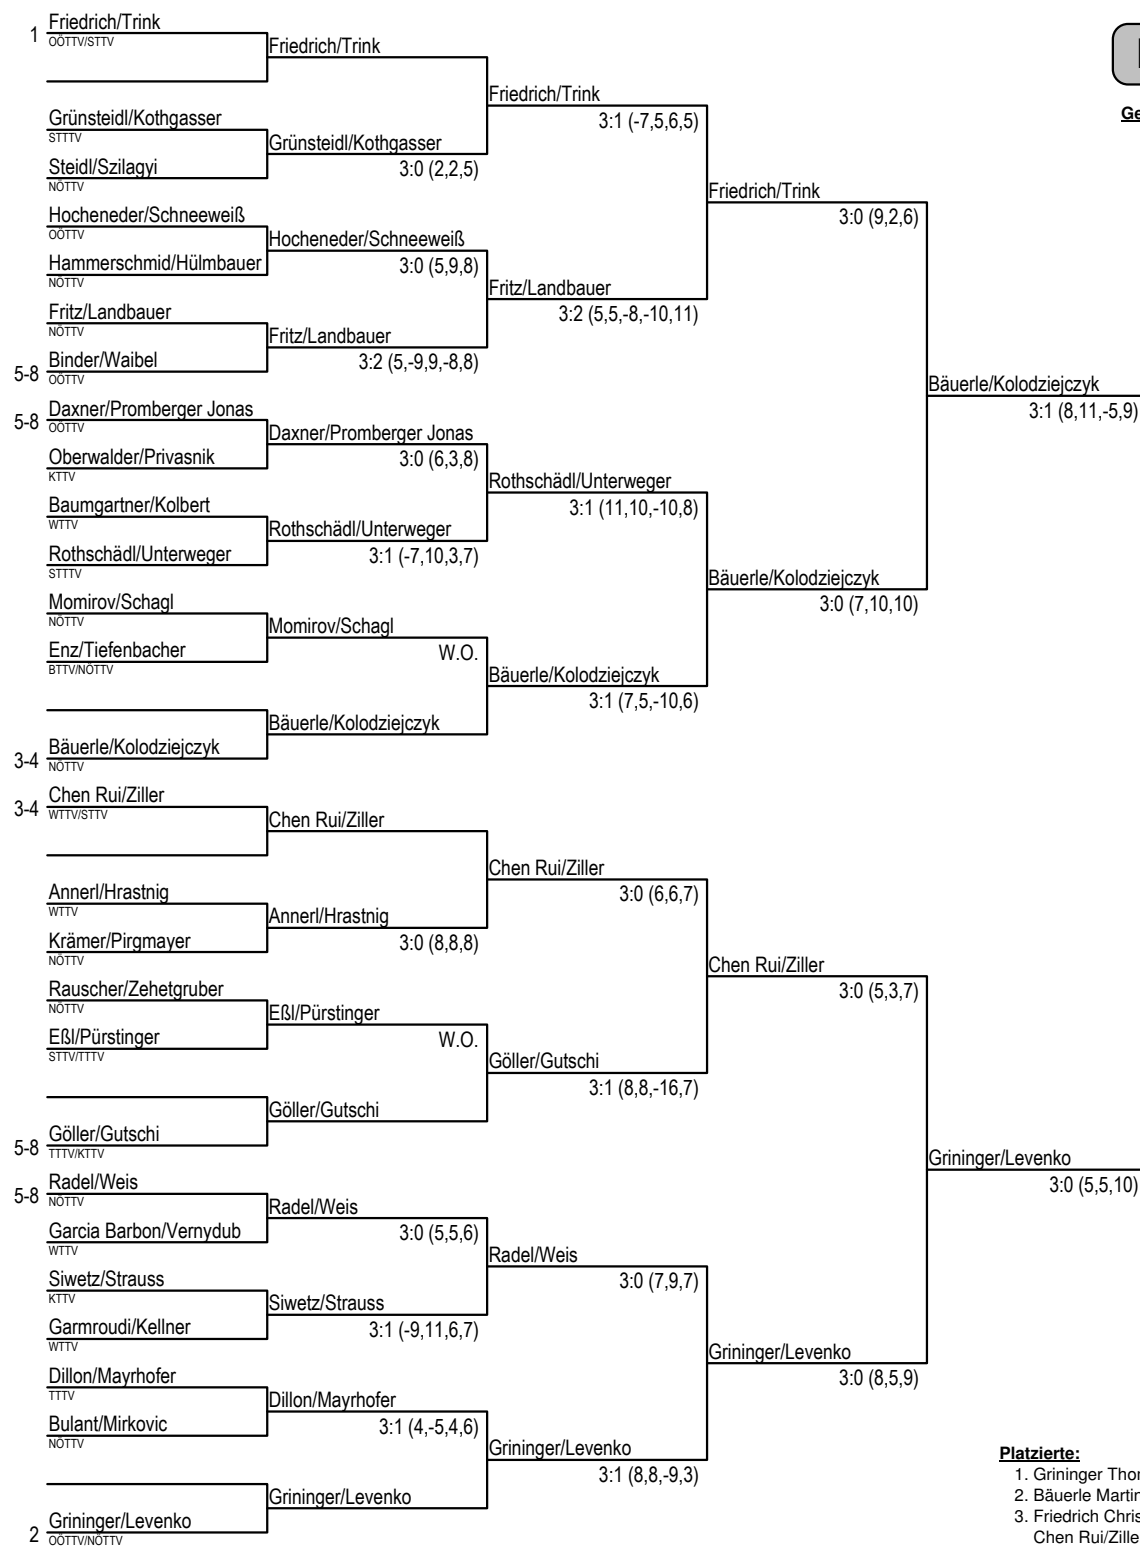 1 Friedrich/Trink
OÖTTV/STTV
Friedrich/Trink
Friedrich/Trink
3:1 (-7,5,6,5)
Grünsteidl/Kothgasser
STTTV
Grünsteidl/Kothgasser
3:0 (2,2,5)
Steidl/Szilagyi
NÖTTV
Friedrich/Trink
3:0 (9,2,6)
Hocheneder/Schneeweiß
OÖTTV
Hocheneder/Schneeweiß
3:0 (5,9,8)
Hammerschmid/Hülmbauer
NÖTTV
Fritz/Landbauer
3:2 (5,5,-8,-10,11)
Fritz/Landbauer
NÖTTV
Fritz/Landbauer
3:2 (5,-9,9,-8,8)
5-8 Binder/Waibel
OÖTTV
Bäuerle/Kolodziejczyk
3:1 (8,11,-5,9)
5-8 Daxner/Promberger Jonas
OÖTTV
Daxner/Promberger Jonas
3:0 (6,3,8)
Oberwalder/Privasnik
KTTV
Rothschädl/Unterweger
3:1 (11,10,-10,8)
Baumgartner/Kolbert
WTTV
Rothschädl/Unterweger
3:1 (-7,10,3,7)
Rothschädl/Unterweger
STTTV
Bäuerle/Kolodziejczyk
3:0 (7,10,10)
Momirov/Schagl
NÖTTV
Momirov/Schagl
W.O.
Enz/Tiefenbacher
BTTV/NÖTTV
Bäuerle/Kolodziejczyk
3:1 (7,5,-10,6)
Bäuerle/Kolodziejczyk
3-4 Bäuerle/Kolodziejczyk
NÖTTV
3-4 Chen Rui/Ziller
WTTV/STTV
Chen Rui/Ziller
Chen Rui/Ziller
3:0 (6,6,7)
Annerl/Hrastnig
WTTV
Annerl/Hrastnig
3:0 (8,8,8)
Krämer/Pirgmayer
NÖTTV
Chen Rui/Ziller
3:0 (5,3,7)
Rauscher/Zehetgruber
NÖTTV
Eßl/Pürstinger
W.O.
Eßl/Pürstinger
STTV/TTTV
Göller/Gutschi
3:1 (8,8,-16,7)
Göller/Gutschi
5-8 Göller/Gutschi
TTTV/KTTV
Grininger/Levenko
3:0 (5,5,10)
5-8 Radel/Weis
NÖTTV
Radel/Weis
3:0 (5,5,6)
Garcia Barbon/Vernydub
WTTV
Radel/Weis
3:0 (7,9,7)
Siwetz/Strauss
KTTV
Siwetz/Strauss
3:1 (-9,11,6,7)
Garmroudi/Kellner
WTTV
Grininger/Levenko
3:0 (8,5,9)
Dillon/Mayrhofer
TTTV
Dillon/Mayrhofer
3:1 (4,-5,4,6)
Bulant/Mirkovic
NÖTTV
Grininger/Levenko
3:1 (8,8,-9,3)
Grininger/Levenko
2 Grininger/Levenko
OÖTTV/NÖTTV
Platzierte:
1. Grininger
2. Bäuerle Martin
3. Friedrich
Chen